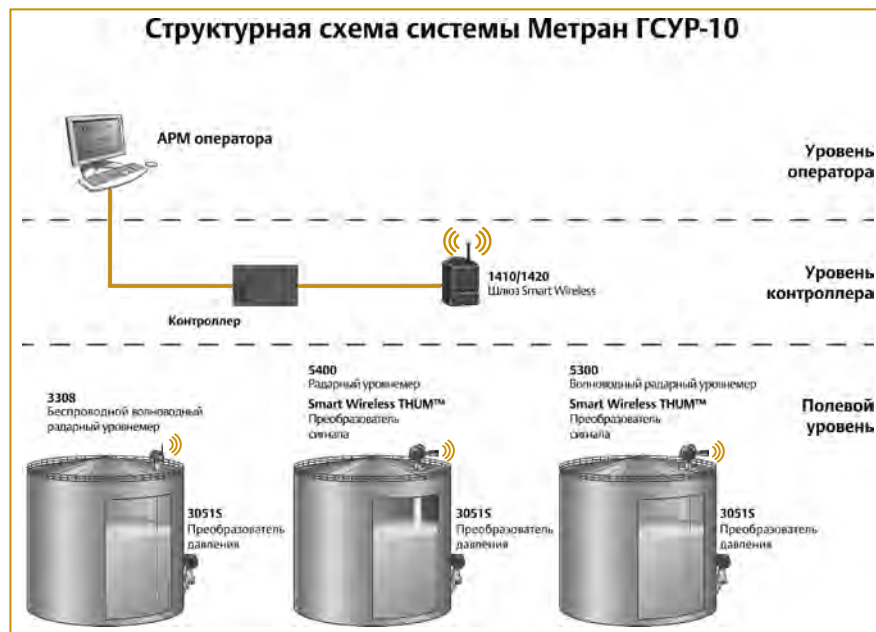 Структурная схема системы Метран ГСУР-10
АРМ оператора
Уровень
оператора
1410/1420
Шлюз Smart Wireless
Уровень
контроллера
Контроллер
3308
Беспроводной волноводный
радарный уровнемер
5400
Радарный уровнемер
Smart Wireless THUM™
Преобразователь
сигнала
5300
Волноводный радарный уровнемер
Smart Wireless THUM™
Преобразователь
сигнала
Полевой
уровень
3051S
Преобразователь
давления
3051S
Преобразователь
давления
3051S
Преобразователь
давления